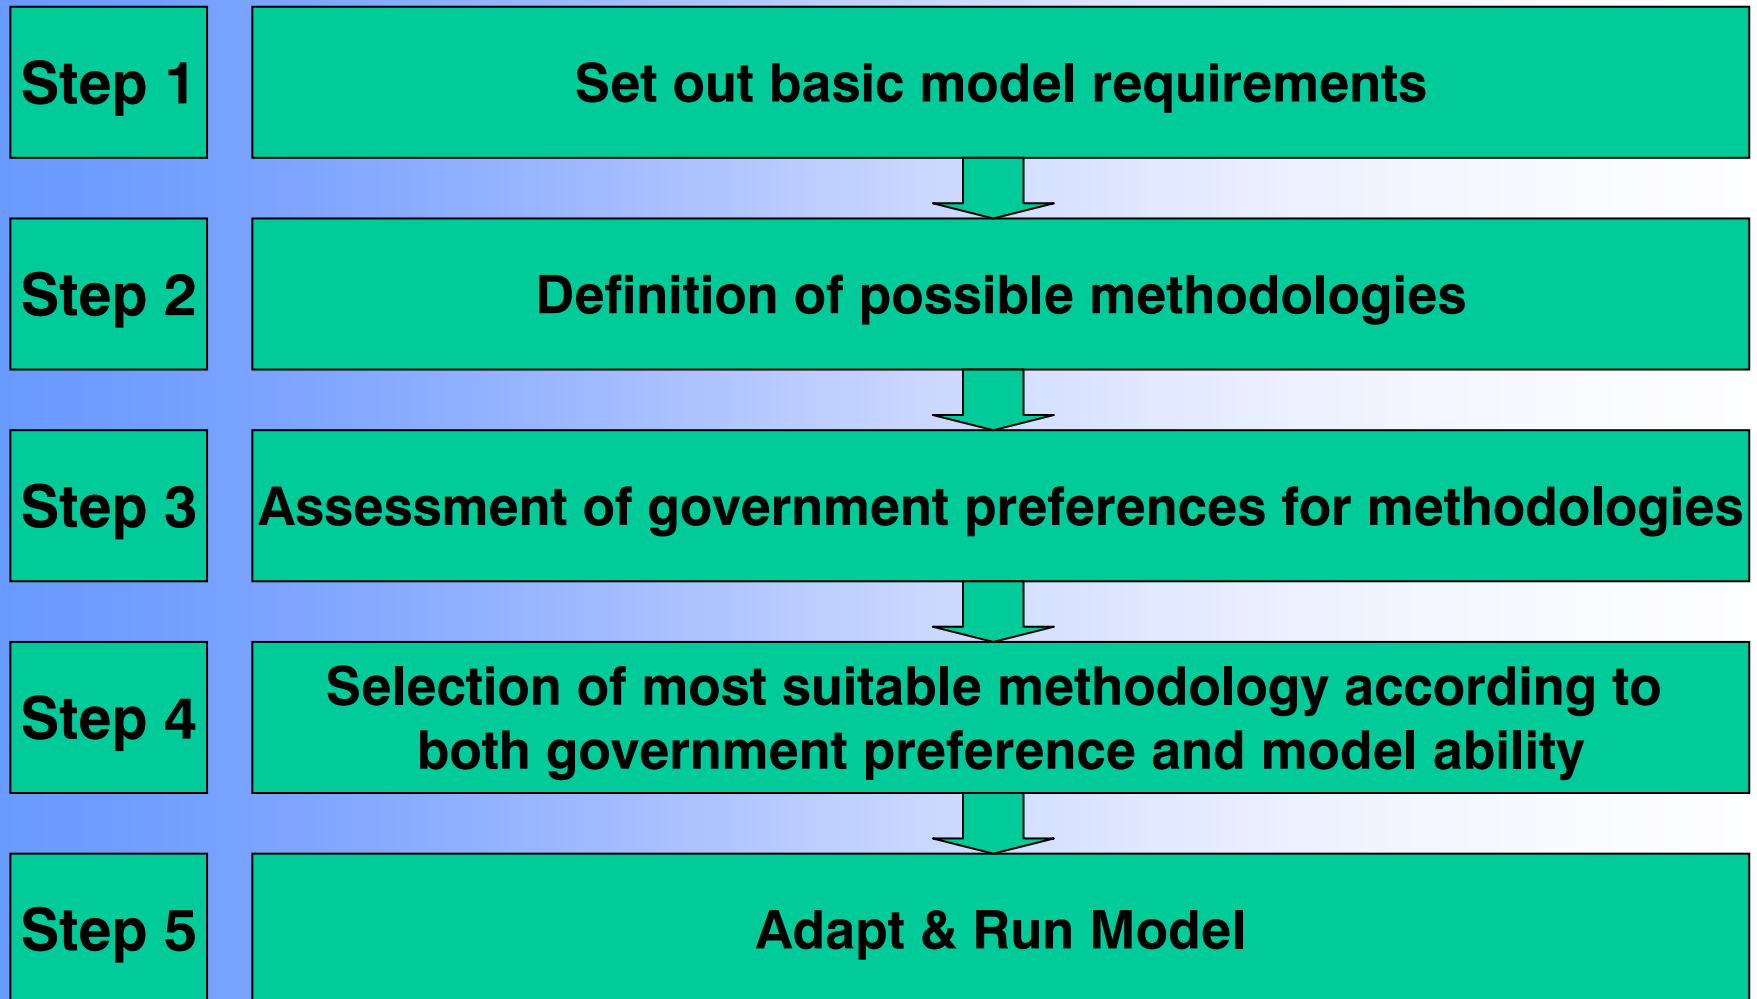 Step 1
Set out basic model requirements
Step 2
Definition of possible methodologies
Step 3
Assessment of government preferences for methodologies
Step 4
Selection of most suitable methodology according to
both government preference and model ability
Step 5
Adapt & Run Model